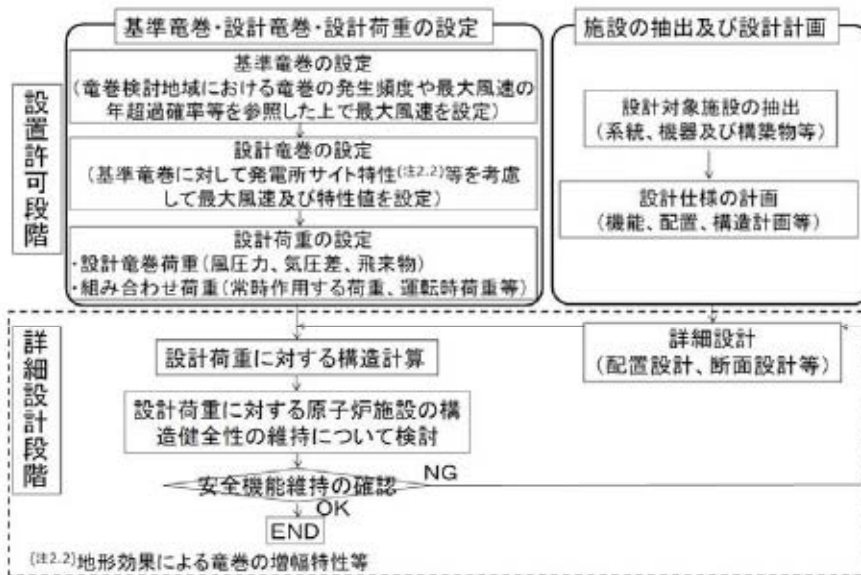 設置許可段階
基準竜巻・設計竜巻・設計荷重の設定
基準竜巻の設定
(竜巻検討地域における竜巻の発生頻度や最大風速の
年超過確率等を参照した上で最大風速を設定)
設計竜巻の設定
(基準竜巻に対して発電所サイト特性(注2.2)等を考慮
して最大風速及び特性値を設定)
設計荷重の設定
・設計竜巻荷重(風圧力、気圧差、飛来物)
・組み合わせ荷重(常時作用する荷重、運転時荷重等)
施設の抽出及び設計計画
設計対象施設の抽出
(系統、機器及び構築物等)
設計仕様の計画
(機能、配置、構造計画等)
詳細設計段階
詳細設計
(配置設計、断面設計等)
設計荷重に対する構造計算
設計荷重に対する原子炉施設の構
造健全性の維持について検討
安全機能維持の確認
NG
OK
END
(注2.2)地形効果による竜巻の増幅特性等